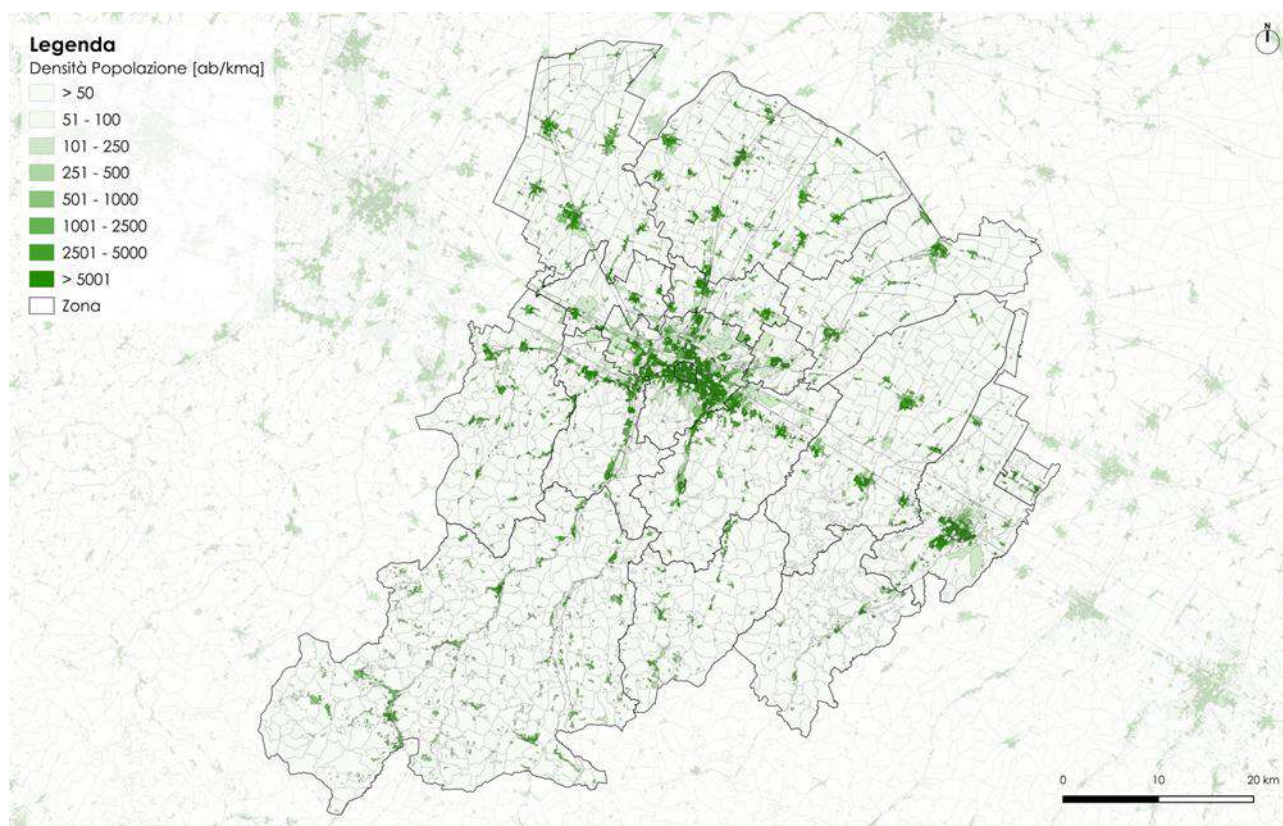 Legenda
Densità Popolazione [ab/kmq]
> 50
51 - 100
101 - 250
251 - 500
501 - 1000
1001 - 2500
2501 - 5000
> 5001
Zona
N
0 10 20 km